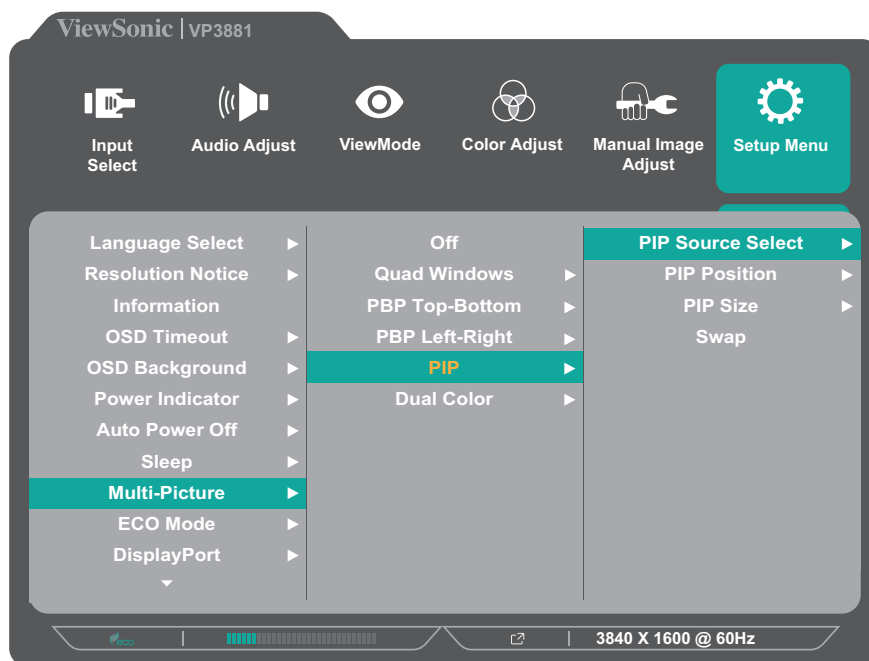 ViewSonic | VP3881
Input Select
Audio Adjust
ViewMode
Color Adjust
Manual Image Adjust
Setup Menu
Language Select
Resolution Notice
Information
OSD Timeout
OSD Background
Power Indicator
Auto Power Off
Sleep
Multi-Picture
ECO Mode
DisplayPort
Off
Quad Windows
PBP Top-Bottom
PBP Left-Right
PIP
Dual Color
PIP Source Select
PIP Position
PIP Size
Swap
eco
3840 X 1600 @ 60Hz